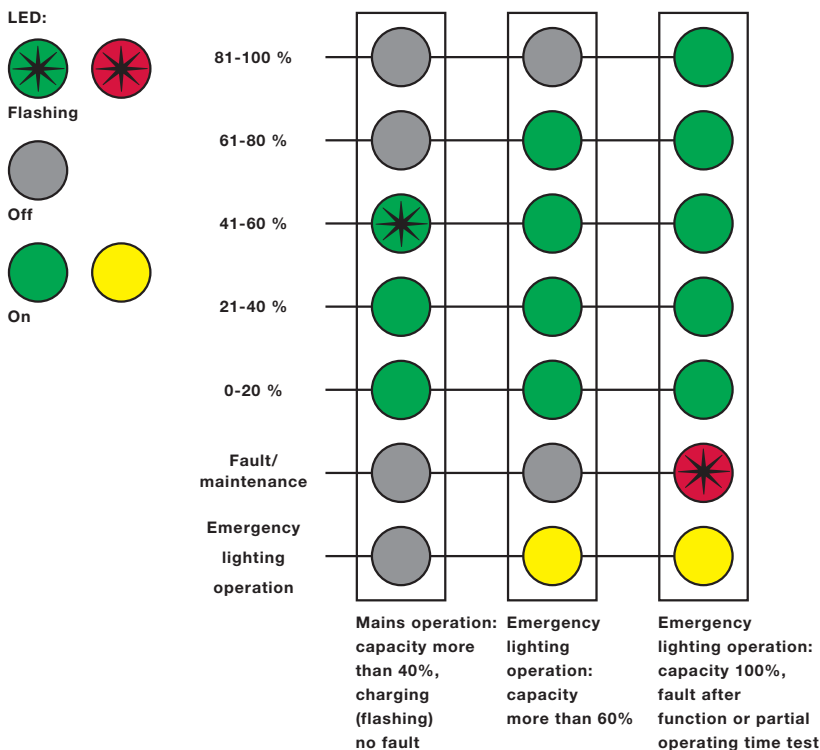 LED:
Flashing
Off
On
81-100 %
61-80 %
41-60 %
21-40 %
0-20 %
Fault/
maintenance
Emergency
lighting
operation
Mains operation:
capacity more
than 40%,
charging
(flashing)
no fault
Emergency
lighting
operation:
capacity
more than 60%
Emergency
lighting operation:
capacity 100%,
fault after
function or partial
operating time test